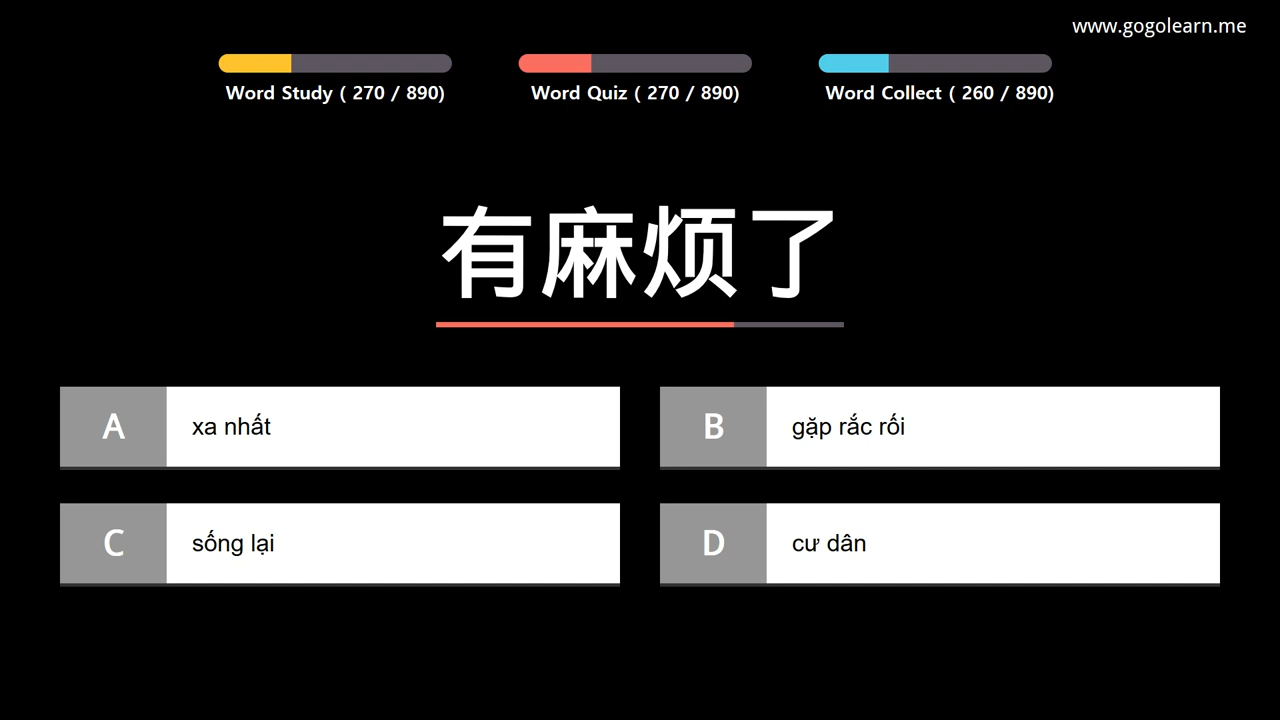 www.gogolearn.me
Word Study ( 270 / 890)
Word Quiz ( 270 / 890)
Word Collect ( 260 / 890)
有麻烦了
A xa nhất
B gặp rắc rối
C sống lại
D cư dân